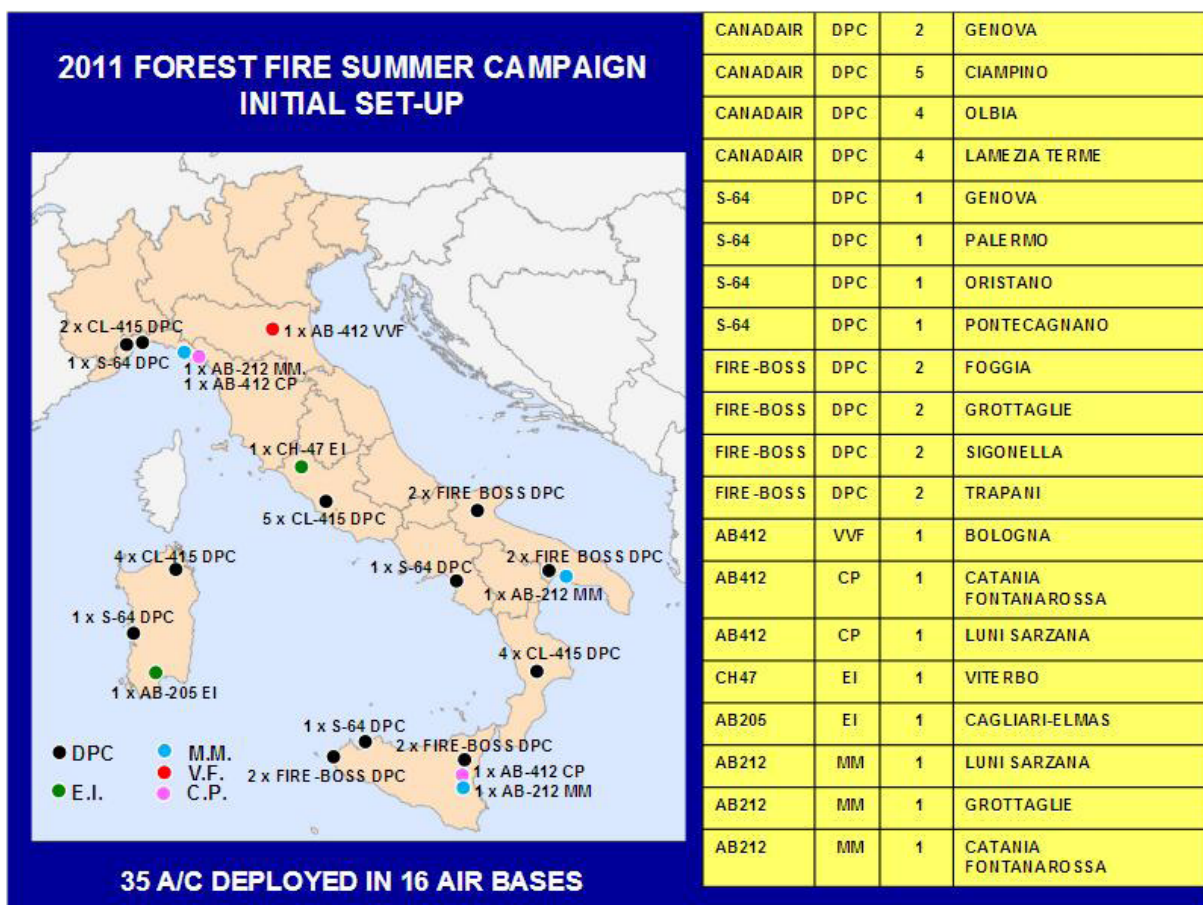 2011 FOREST FIRE SUMMER CAMPAIGN
INITIAL SET-UP
2 x CL-415 DPC
1 x S-64 DPC
1 x AB-412 VVF
1 x AB-212 MM.
1 x AB-412 CP
1 x CH-47 EI
5 x CL-415 DPC
2 x FIRE BOSS DPC
4 x CL-415 DPC
1 x S-64 DPC
2 x FIRE BOSS DPC
1 x AB-212 MM
1 x S-64 DPC
4 x CL-415 DPC
1 x AB-205 EI
1 x S-64 DPC
2 x FIRE-BOSS DPC
2 x FIRE-BOSS DPC
1 x AB-412 CP
1 x AB-212 MM
DPC
M.M.
V.F.
E.I.
C.P.
35 A/C DEPLOYED IN 16 AIR BASES
CANADAIR DPC 2 GENOVA
CANADAIR DPC 5 CIAMPINO
CANADAIR DPC 4 OLBIA
CANADAIR DPC 4 LAMEZIA TERME
S-64 DPC 1 GENOVA
S-64 DPC 1 PALERMO
S-64 DPC 1 ORISTANO
S-64 DPC 1 PONTECAGNANO
FIRE-BOSS DPC 2 FOGGIA
FIRE-BOSS DPC 2 GROTTAGLIE
FIRE-BOSS DPC 2 SIGONELLA
FIRE-BOSS DPC 2 TRAPANI
AB412 VVF 1 BOLOGNA
AB412 CP 1 CATANIA
FONTANAROSSA
AB412 CP 1 LUNI SARZANA
CH47 EI 1 VITERBO
AB205 EI 1 CAGLIARI-ELMAS
AB212 MM 1 LUNI SARZANA
AB212 MM 1 GROTTAGLIE
AB212 MM 1 CATANIA
FONTANAROSSA